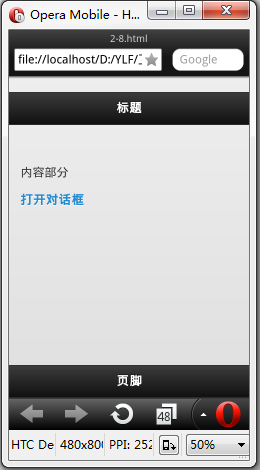 Opera Mobile - H...
2-8.html
file://localhost/D:/YLF/
Google
标题
内容部分
打开对话框
页脚
48
HTC De 480x800 PPI: 252 50%